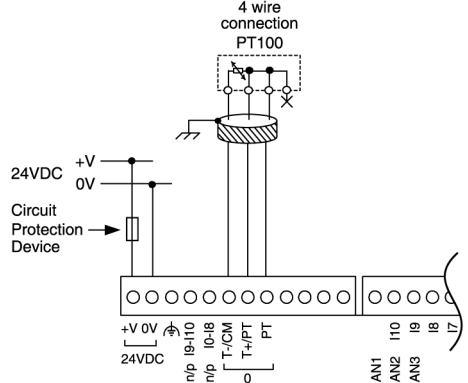 4 wire
connection
PT100
24VDC
+V
0V
Circuit
Protection
Device
+V 0V
24VDC
n/p I9-I10
n/p I0-I8
T-/CM
T+/PT
PT
0
AN1
AN2 I10
AN3 I9
I8
I7